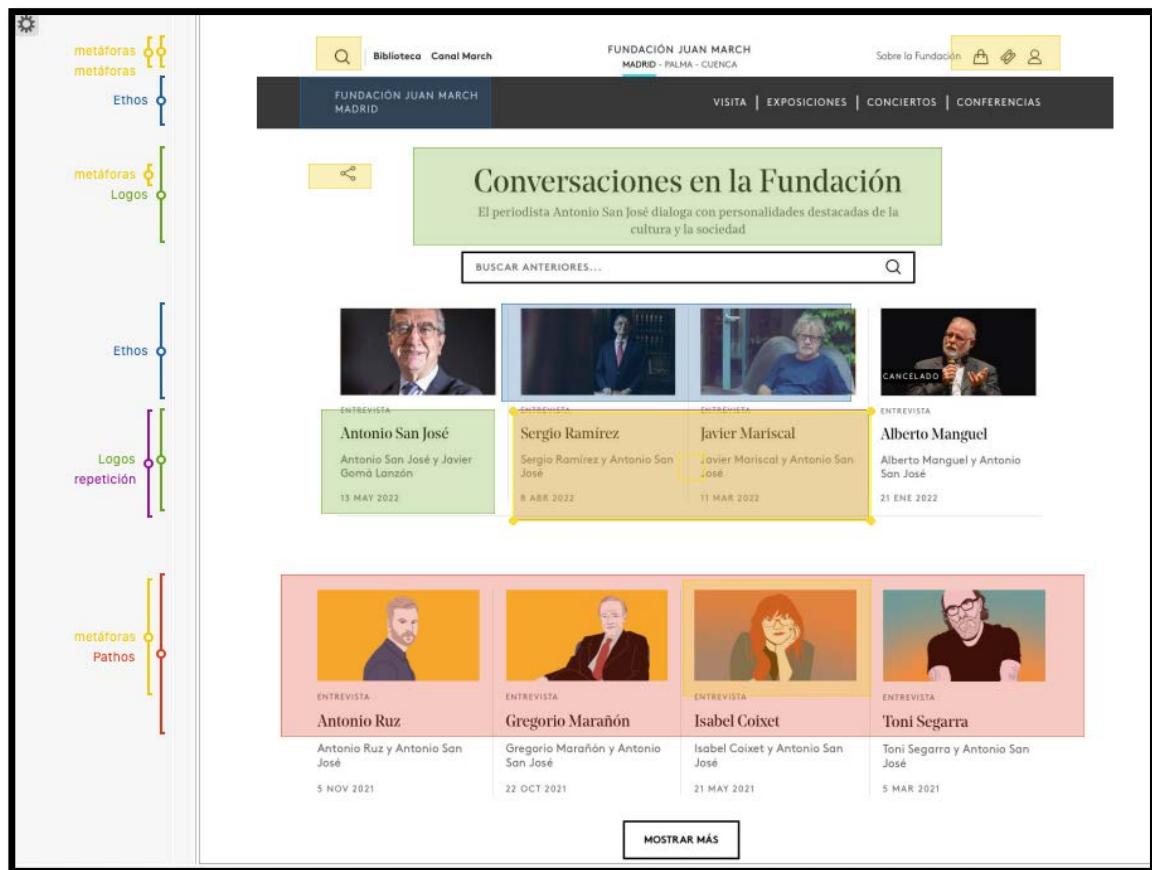 metáforas
metáforas
Ethos
metáforas
Logos
Ethos
Logos
repetición
metáforas
Pathos
Biblioteca Canal March
FUNDACIÓN JUAN MARCH
MADRID - PALMA - CUENCA
Sobre la Fundación
FUNDACIÓN JUAN MARCH
MADRID
VISITA | EXPOSICIONES | CONCIERTOS | CONFERENCIAS
Conversaciones en la Fundación
El periodista Antonio San José dialoga con personalidades destacadas de la
cultura y la sociedad
BUSCAR ANTERIORES...
ENTREVISTA
Antonio San José
Antonio San José y Javier
Gomá Lanzón
13 MAY 2022
ENTREVISTA
Sergio Ramírez
Sergio Ramírez y Antonio San
José
8 ABR 2022
ENTREVISTA
Javier Mariscal
Javier Mariscal y Antonio San
José
11 MAR 2022
CANCELADO
ENTREVISTA
Alberto Manguel
Alberto Manguel y Antonio
San José
21 ENE 2022
ENTREVISTA
Antonio Ruz
Antonio Ruz y Antonio San
José
5 NOV 2021
ENTREVISTA
Gregorio Marañón
Gregorio Marañón y Antonio
San José
22 OCT 2021
ENTREVISTA
Isabel Coixet
Isabel Coixet y Antonio San
José
21 MAY 2021
ENTREVISTA
Toni Segarra
Toni Segarra y Antonio San
José
5 MAR 2021
MOSTRAR MÁS